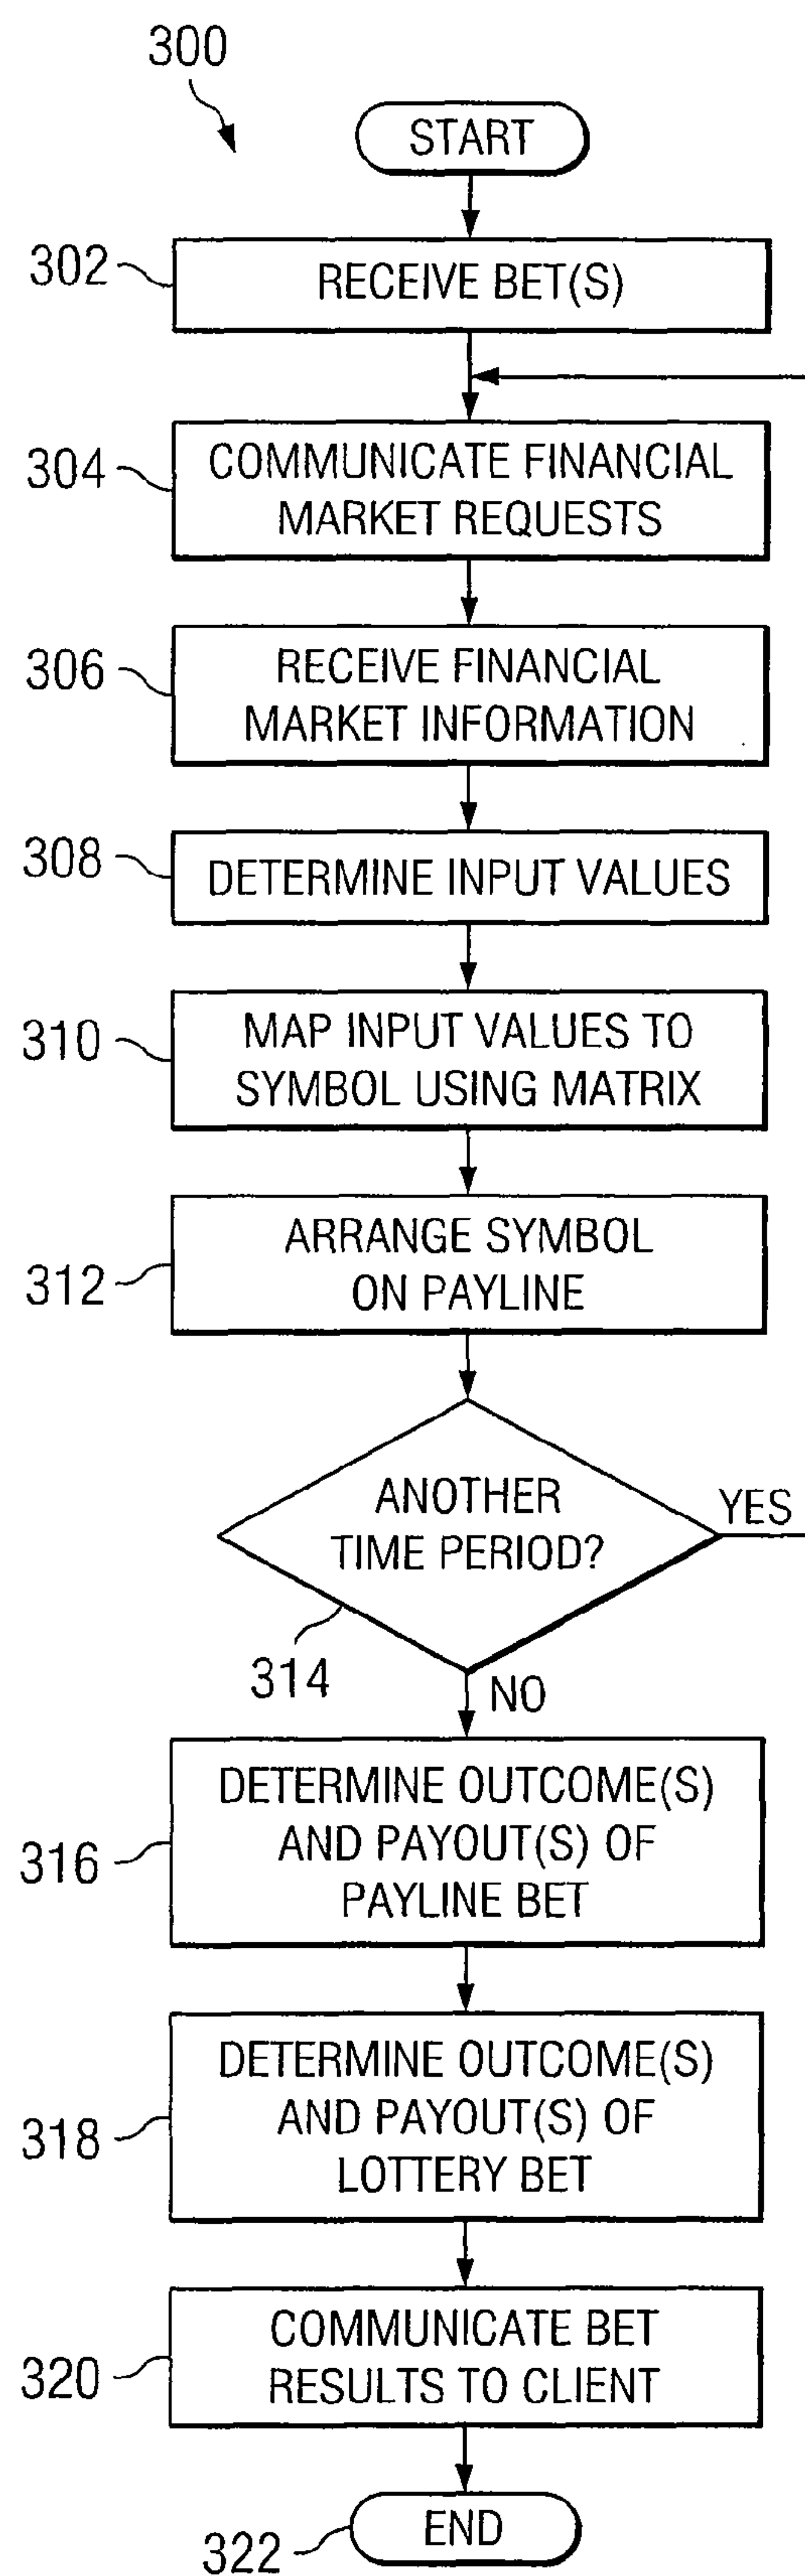 300
START
302
RECEIVE BET(S)
304
COMMUNICATE FINANCIAL
MARKET REQUESTS
306
RECEIVE FINANCIAL
MARKET INFORMATION
308
DETERMINE INPUT VALUES
310
MAP INPUT VALUES TO
SYMBOL USING MATRIX
312
ARRANGE SYMBOL
ON PAYLINE
ANOTHER
TIME PERIOD?
YES
314
NO
316
DETERMINE OUTCOME(S)
AND PAYOUT(S) OF
PAYLINE BET
318
DETERMINE OUTCOME(S)
AND PAYOUT(S) OF
LOTTERY BET
320
COMMUNICATE BET
RESULTS TO CLIENT
322
END